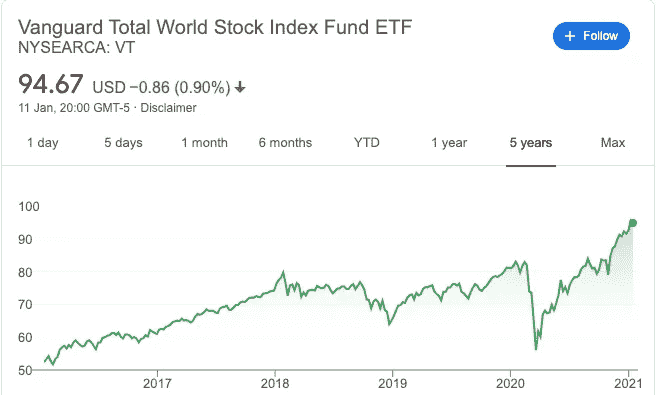 Vanguard Total World Stock Index Fund ETF
NYSEARCA: VT
+ Follow
94.67 USD −0.86 (0.90%) ↓
11 Jan, 20:00 GMT-5 · Disclaimer
1 day 5 days 1 month 6 months YTD 1 year 5 years Max
100
90
80
70
60
50
2017 2018 2019 2020 2021